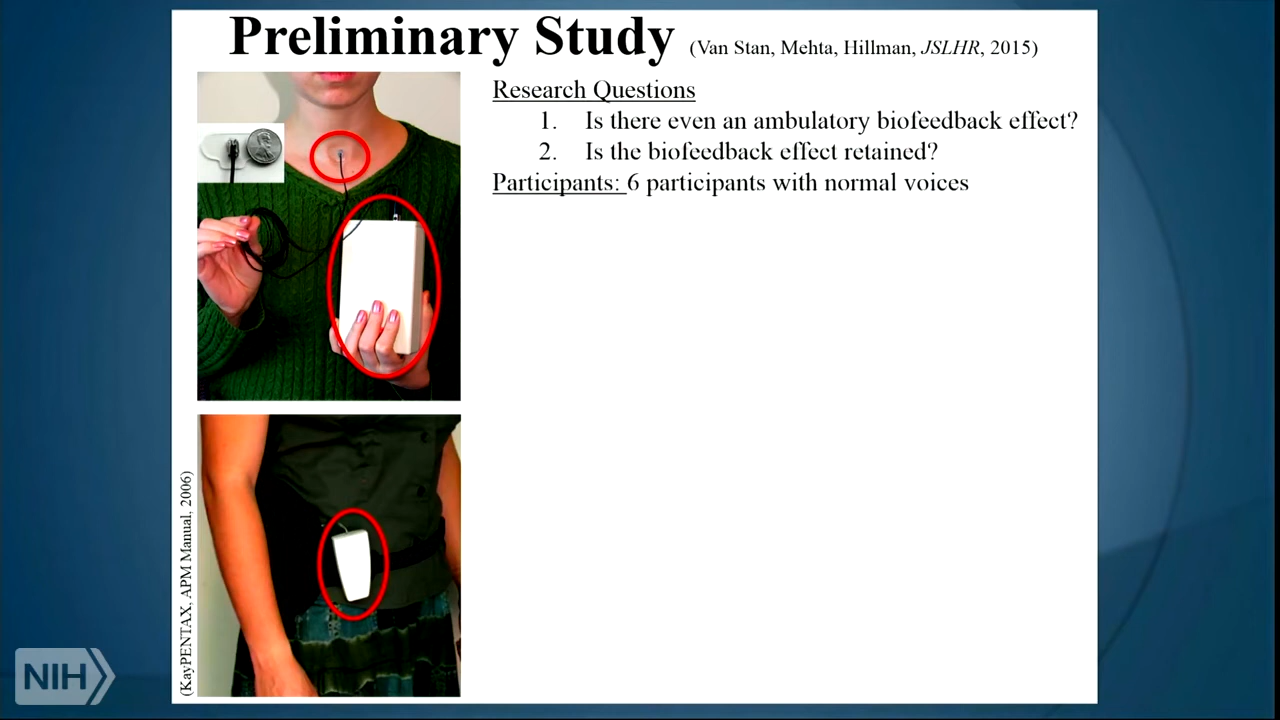 Preliminary Study (Van Stan, Mehta, Hillman, JSLHR, 2015)
Research Questions
1. Is there even an ambulatory biofeedback effect?
2. Is the biofeedback effect retained?
Participants: 6 participants with normal voices
(KayPENTAX, APM Manual, 2006)
NIH